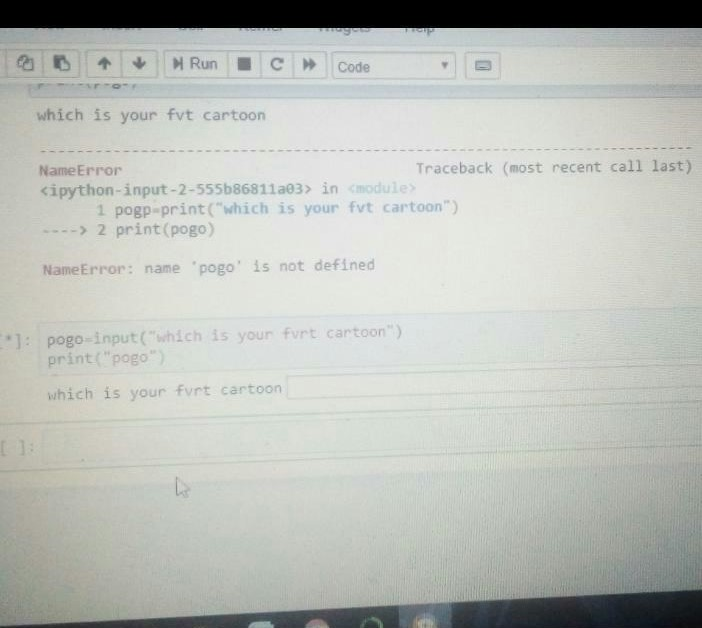 Run
Code
which is your fvt cartoon
NameError Traceback (most recent call last)
<ipython-input-2-555b86811a03> in <module>
1 pogp=print("which is your fvt cartoon")
----> 2 print(pogo)
NameError: name 'pogo' is not defined
[*]: pogo=input("which is your fvrt cartoon")
print("pogo")
which is your fvrt cartoon
[ ]: